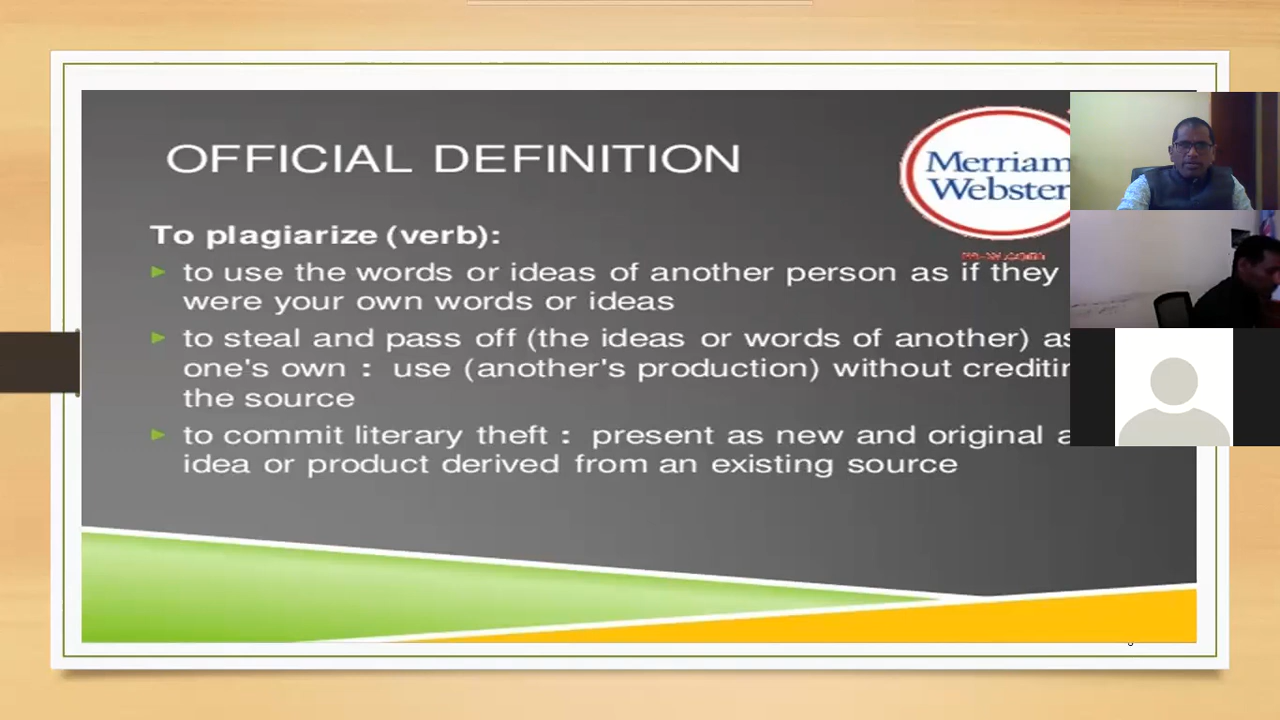 OFFICIAL DEFINITION
Merriam
Webster
To plagiarize (verb):
to use the words or ideas of another person as if they
were your own words or ideas
to steal and pass off (the ideas or words of another) as
one's own : use (another's production) without creditin
the source
to commit literary theft : present as new and original a
idea or product derived from an existing source